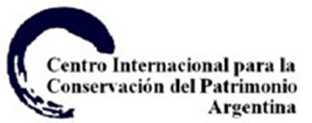 Centro Internacional para la
Conservación del Patrimonio
Argentina